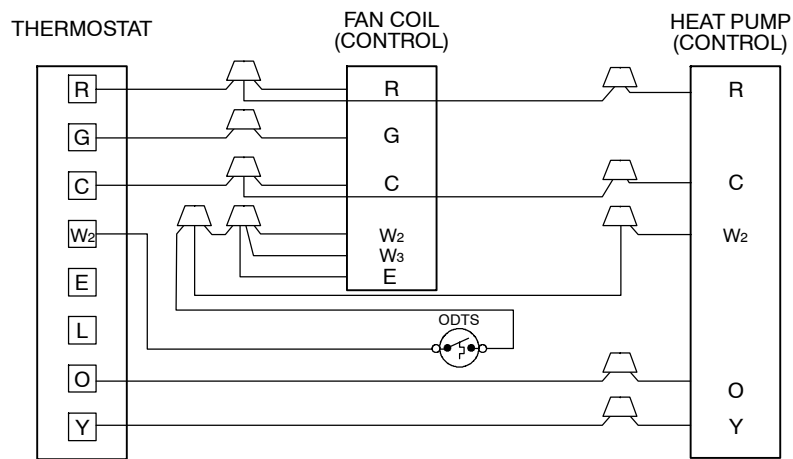 THERMOSTAT
FAN COIL
(CONTROL)
HEAT PUMP
(CONTROL)
R
G
C
W2
E
L
O
Y
R
G
C
W2
W3
E
ODTS
R
C
W2
O
Y